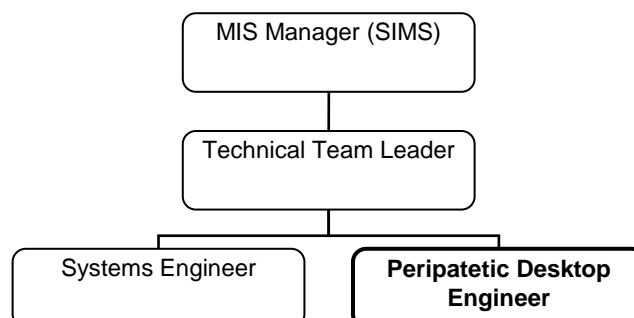 MIS Manager (SIMS)
Technical Team Leader
Systems Engineer
Peripatetic Desktop
Engineer